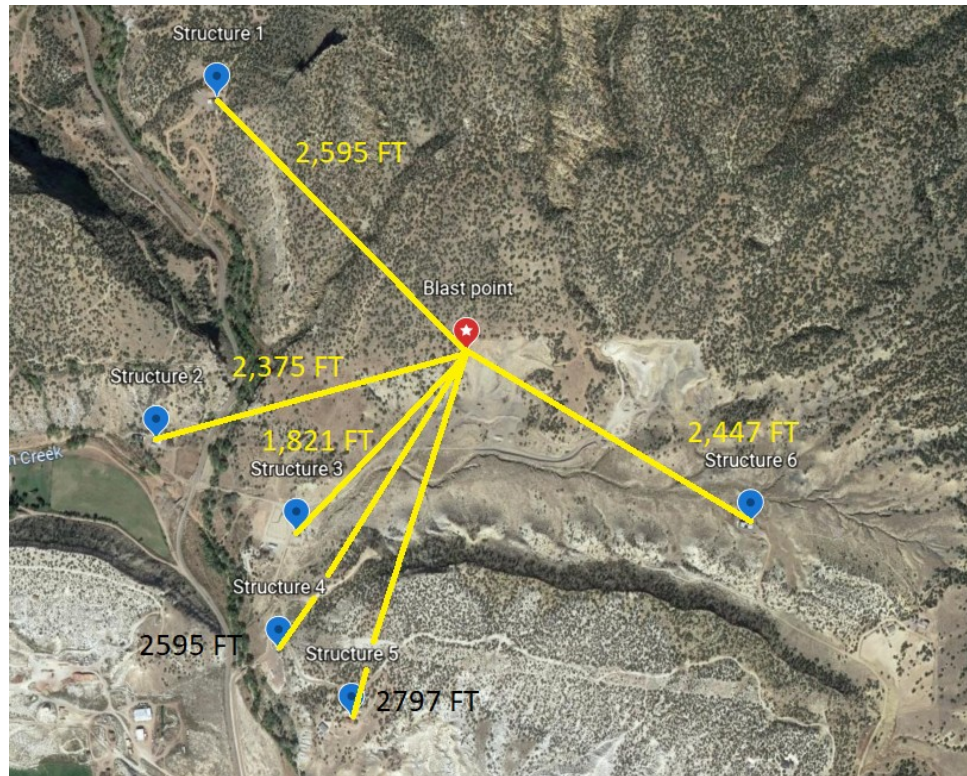 Structure 1
2,595 FT
Blast point
2,375 FT
Structure 2
1,821 FT
2,447 FT
n Creek
Structure 3
Structure 6
Structure 4
2595 FT
Structure 5
2797 FT